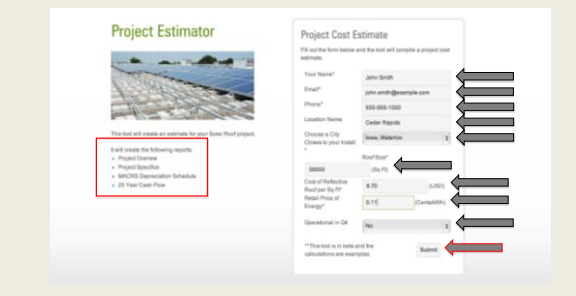 Project Estimator
This tool will create an estimate for your Solar Roof project.
It will create the following reports:
Project Overview
Project Specifics
MACRS Depreciation Schedule
25 Year Cash Flow
Project Cost Estimate
Fill out the form below and the tool will compile a project cost
estimate.
Your Name* John Smith
Email* john.smith@example.com
Phone* 555-555-1000
Location Name Cedar Rapids
Choose a City
Closes to your Install Iowa, Waterloo
*
Roof Size*
(Sq Ft)
Cost of Reflective
Roof per Sq Ft* (USD)
Retail Price of
Energy* 0.11 (Cents/kWh)
Operational in Q4 No
**This tool is in beta and the
calculations are examples.
Submit